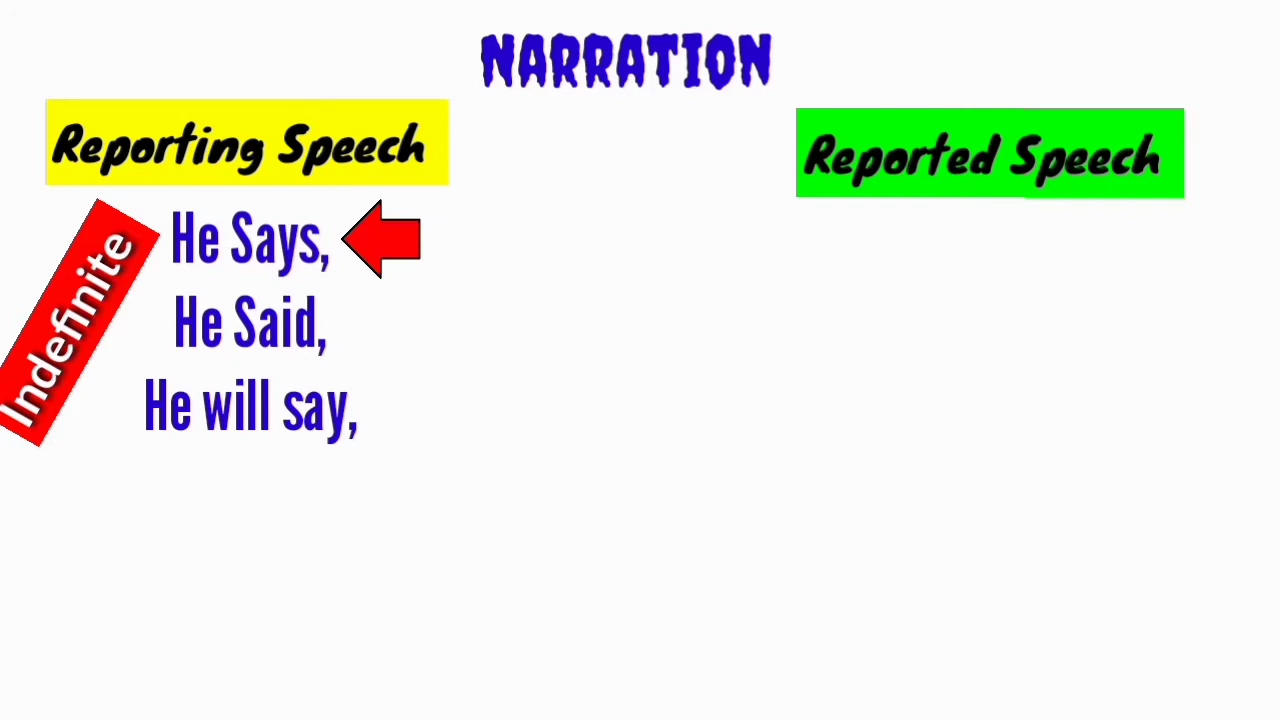 NARRATION
Reporting Speech
Reported Speech
Indefinite
He Says,
He Said,
He will say,